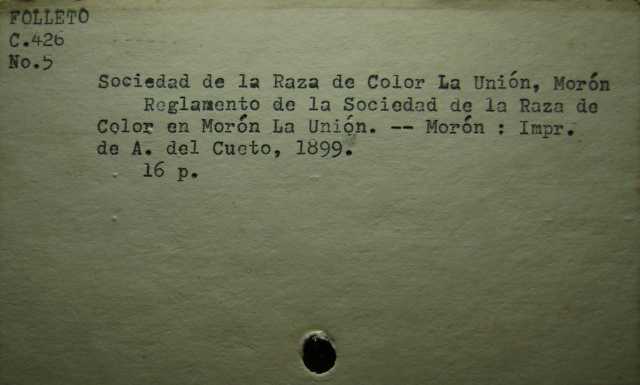 FOLLETO
C.426
No.5
Sociedad de la Raza de Color La Unión, Morón
Reglamento de la Sociedad de la Raza de
Color en Morón La Unión. -- Morón : Impr.
de A. del Cueto, 1899.
16 p.